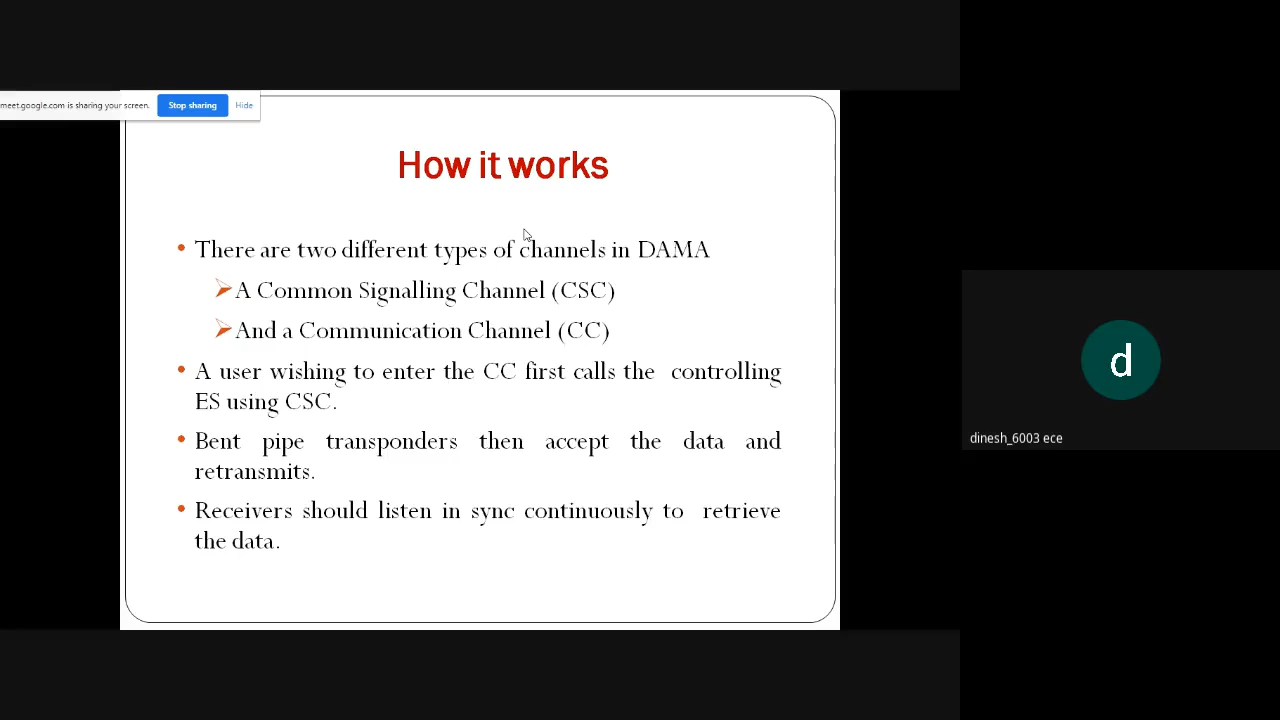 meet.google.com is sharing your screen. Stop sharing Hide
How it works
• There are two different types of channels in DAMA
A Common Signalling Channel (CSC)
And a Communication Channel (CC)
• A user wishing to enter the CC first calls the controlling
ES using CSC.
• Bent pipe transponders then accept the data and
retransmits.
• Receivers should listen in sync continuously to retrieve
the data.
d
dinesh_6003 ece